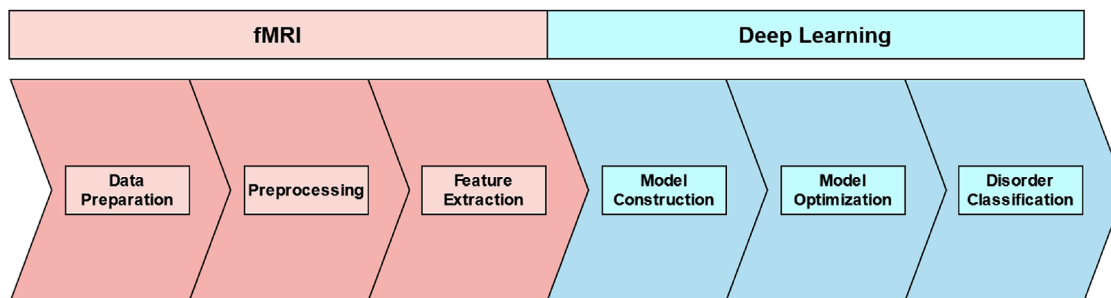 fMRI
Deep Learning
Data
Preparation
Preprocessing
Feature
Extraction
Model
Construction
Model
Optimization
Disorder
Classification